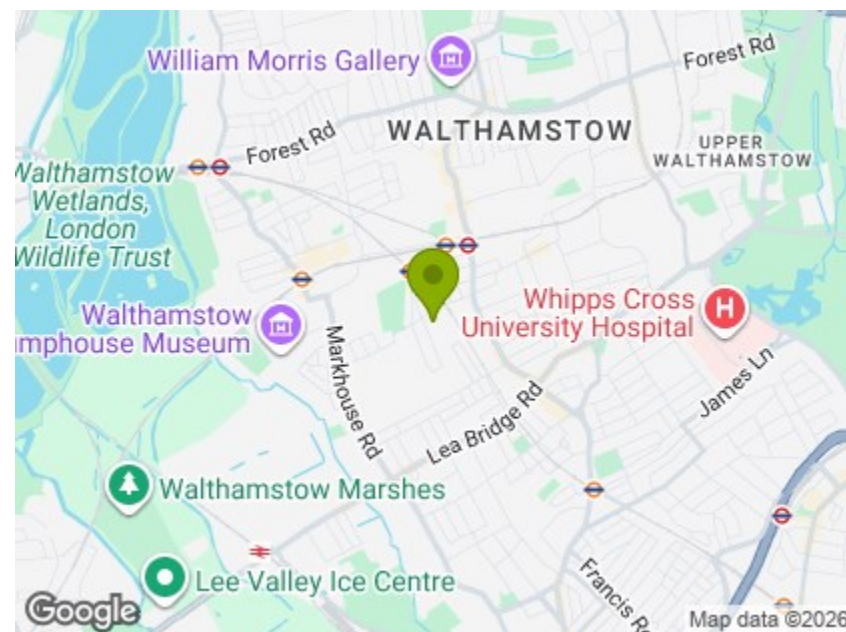 William Morris Gallery
Forest Rd
Forest Rd
WALTHAMSTOW
UPPER
WALTHAMSTOW
Walthamstow
Wetlands,
London
Wildlife Trust
Walthamstow
mphouse Museum
Whipps Cross
University Hospital
H
Markhouse Rd
James Ln
Lea Bridge Rd
Walthamstow Marshes
Lee Valley Ice Centre
Francis R
Google
Map data ©2026